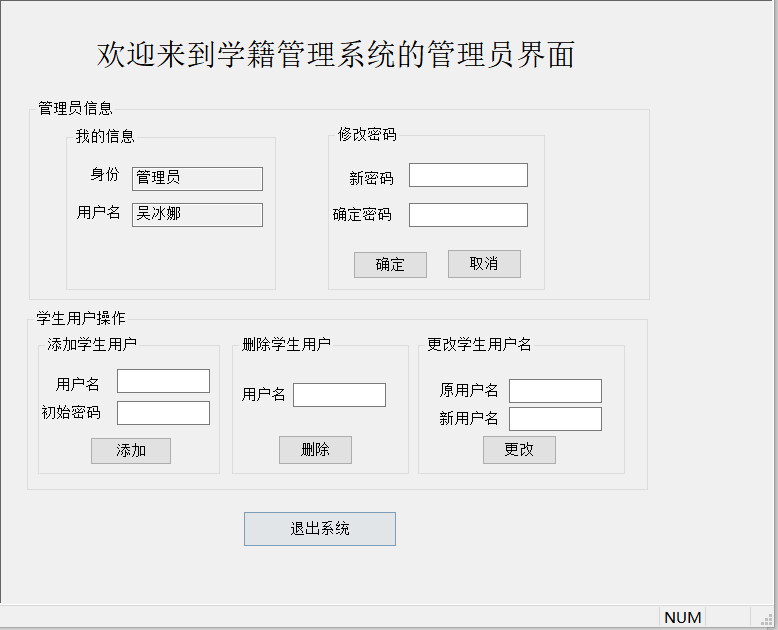 欢迎来到学籍管理系统的管理员界面
管理员信息
我的信息
身份 管理员
用户名 吴冰娜
修改密码
新密码
确定密码
确定 取消
学生用户操作
添加学生用户
用户名
初始密码
添加
删除学生用户
用户名
删除
更改学生用户名
原用户名
新用户名
更改
退出系统
NUM